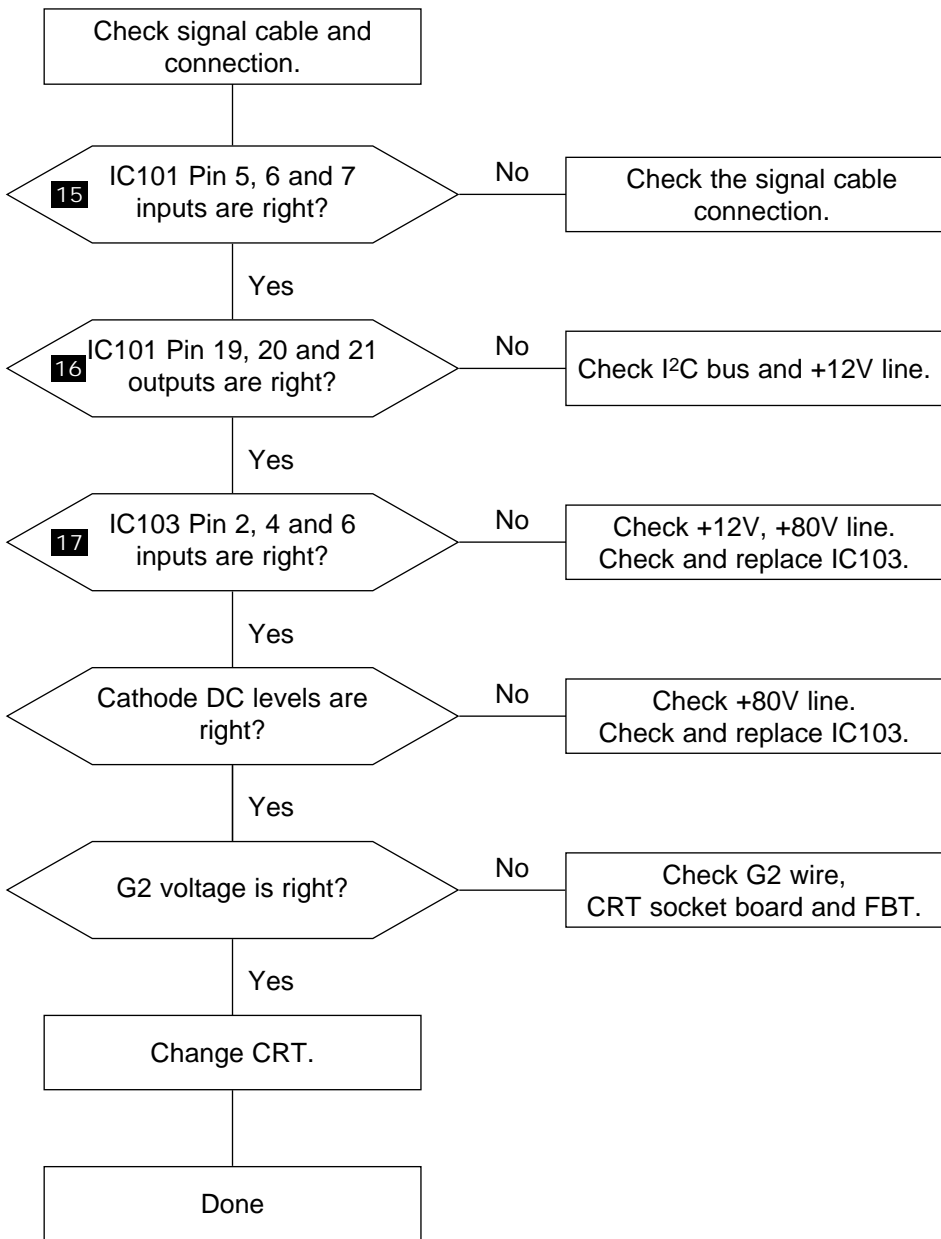 Check signal cable and
connection.
15
IC101 Pin 5, 6 and 7
inputs are right?
No
Check the signal cable
connection.
Yes
16
IC101 Pin 19, 20 and 21
outputs are right?
No
Check I²C bus and +12V line.
Yes
17
IC103 Pin 2, 4 and 6
inputs are right?
No
Check +12V, +80V line.
Check and replace IC103.
Yes
Cathode DC levels are
right?
No
Check +80V line.
Check and replace IC103.
Yes
G2 voltage is right?
No
Check G2 wire,
CRT socket board and FBT.
Yes
Change CRT.
Done